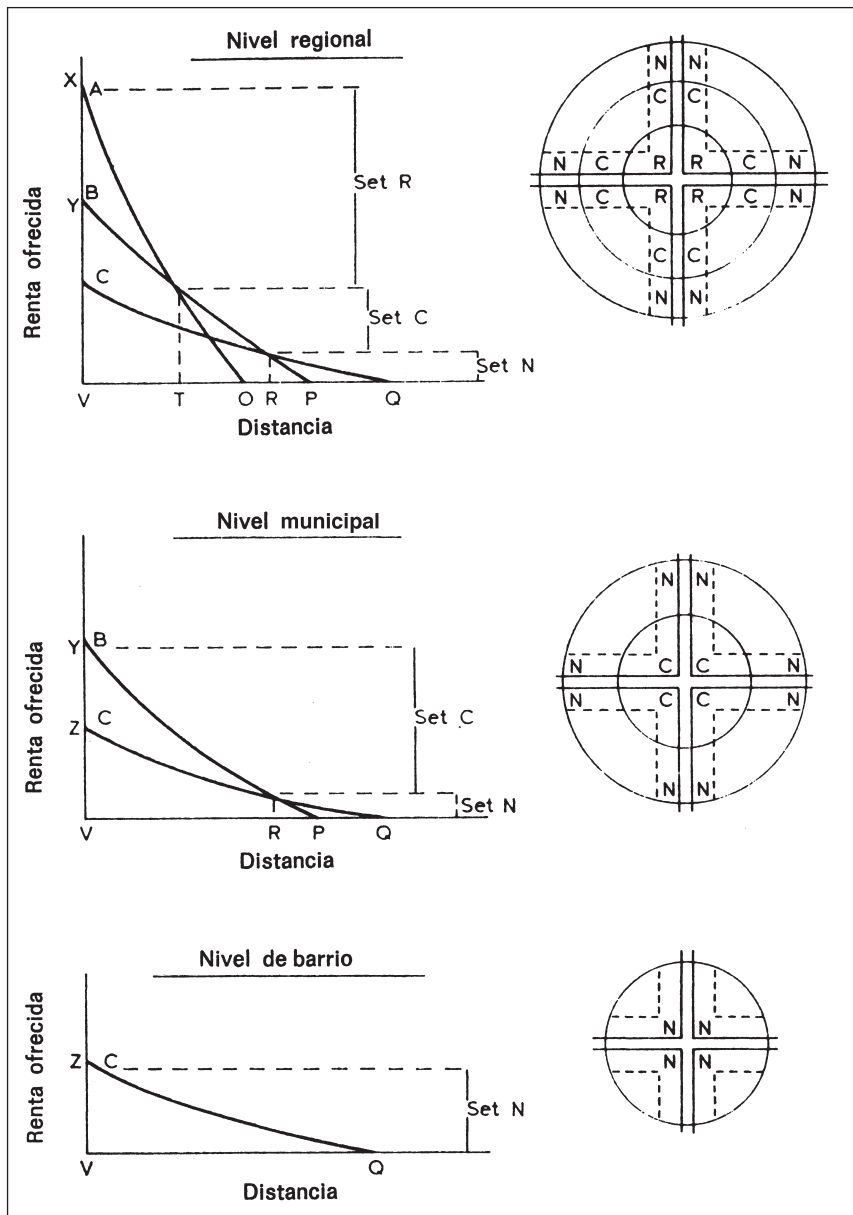 Nivel regional
X
A
Set R
Y
B
C
Set C
Set N
V T O R P Q
Renta ofrecida
Distancia
N N
C C
N C R R C N
N C R R C N
C C
N N
Nivel municipal
Y
B
Set C
Z
C
Set N
V R P Q
Renta ofrecida
Distancia
N N
N C C N
N C C N
N N
Nivel de barrio
Z
C
Set N
V Q
Renta ofrecida
Distancia
N N
N N